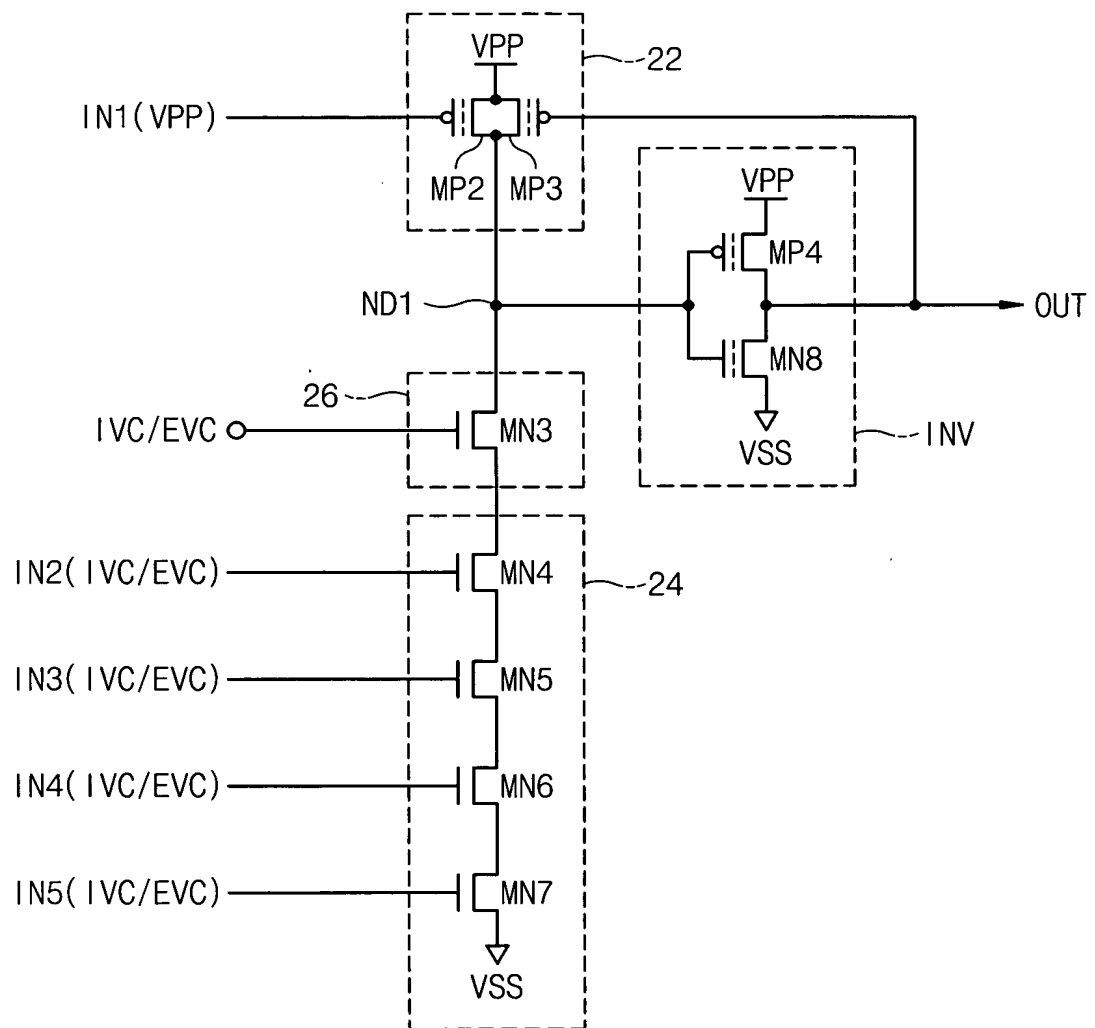 VPP
22
IN1(VPP)
MP2 MP3
VPP
MP4
ND1
OUT
MN8
26
IVC/EVC
MN3
VSS
INV
IN2(IVC/EVC)
MN4
24
IN3(IVC/EVC)
MN5
IN4(IVC/EVC)
MN6
IN5(IVC/EVC)
MN7
VSS